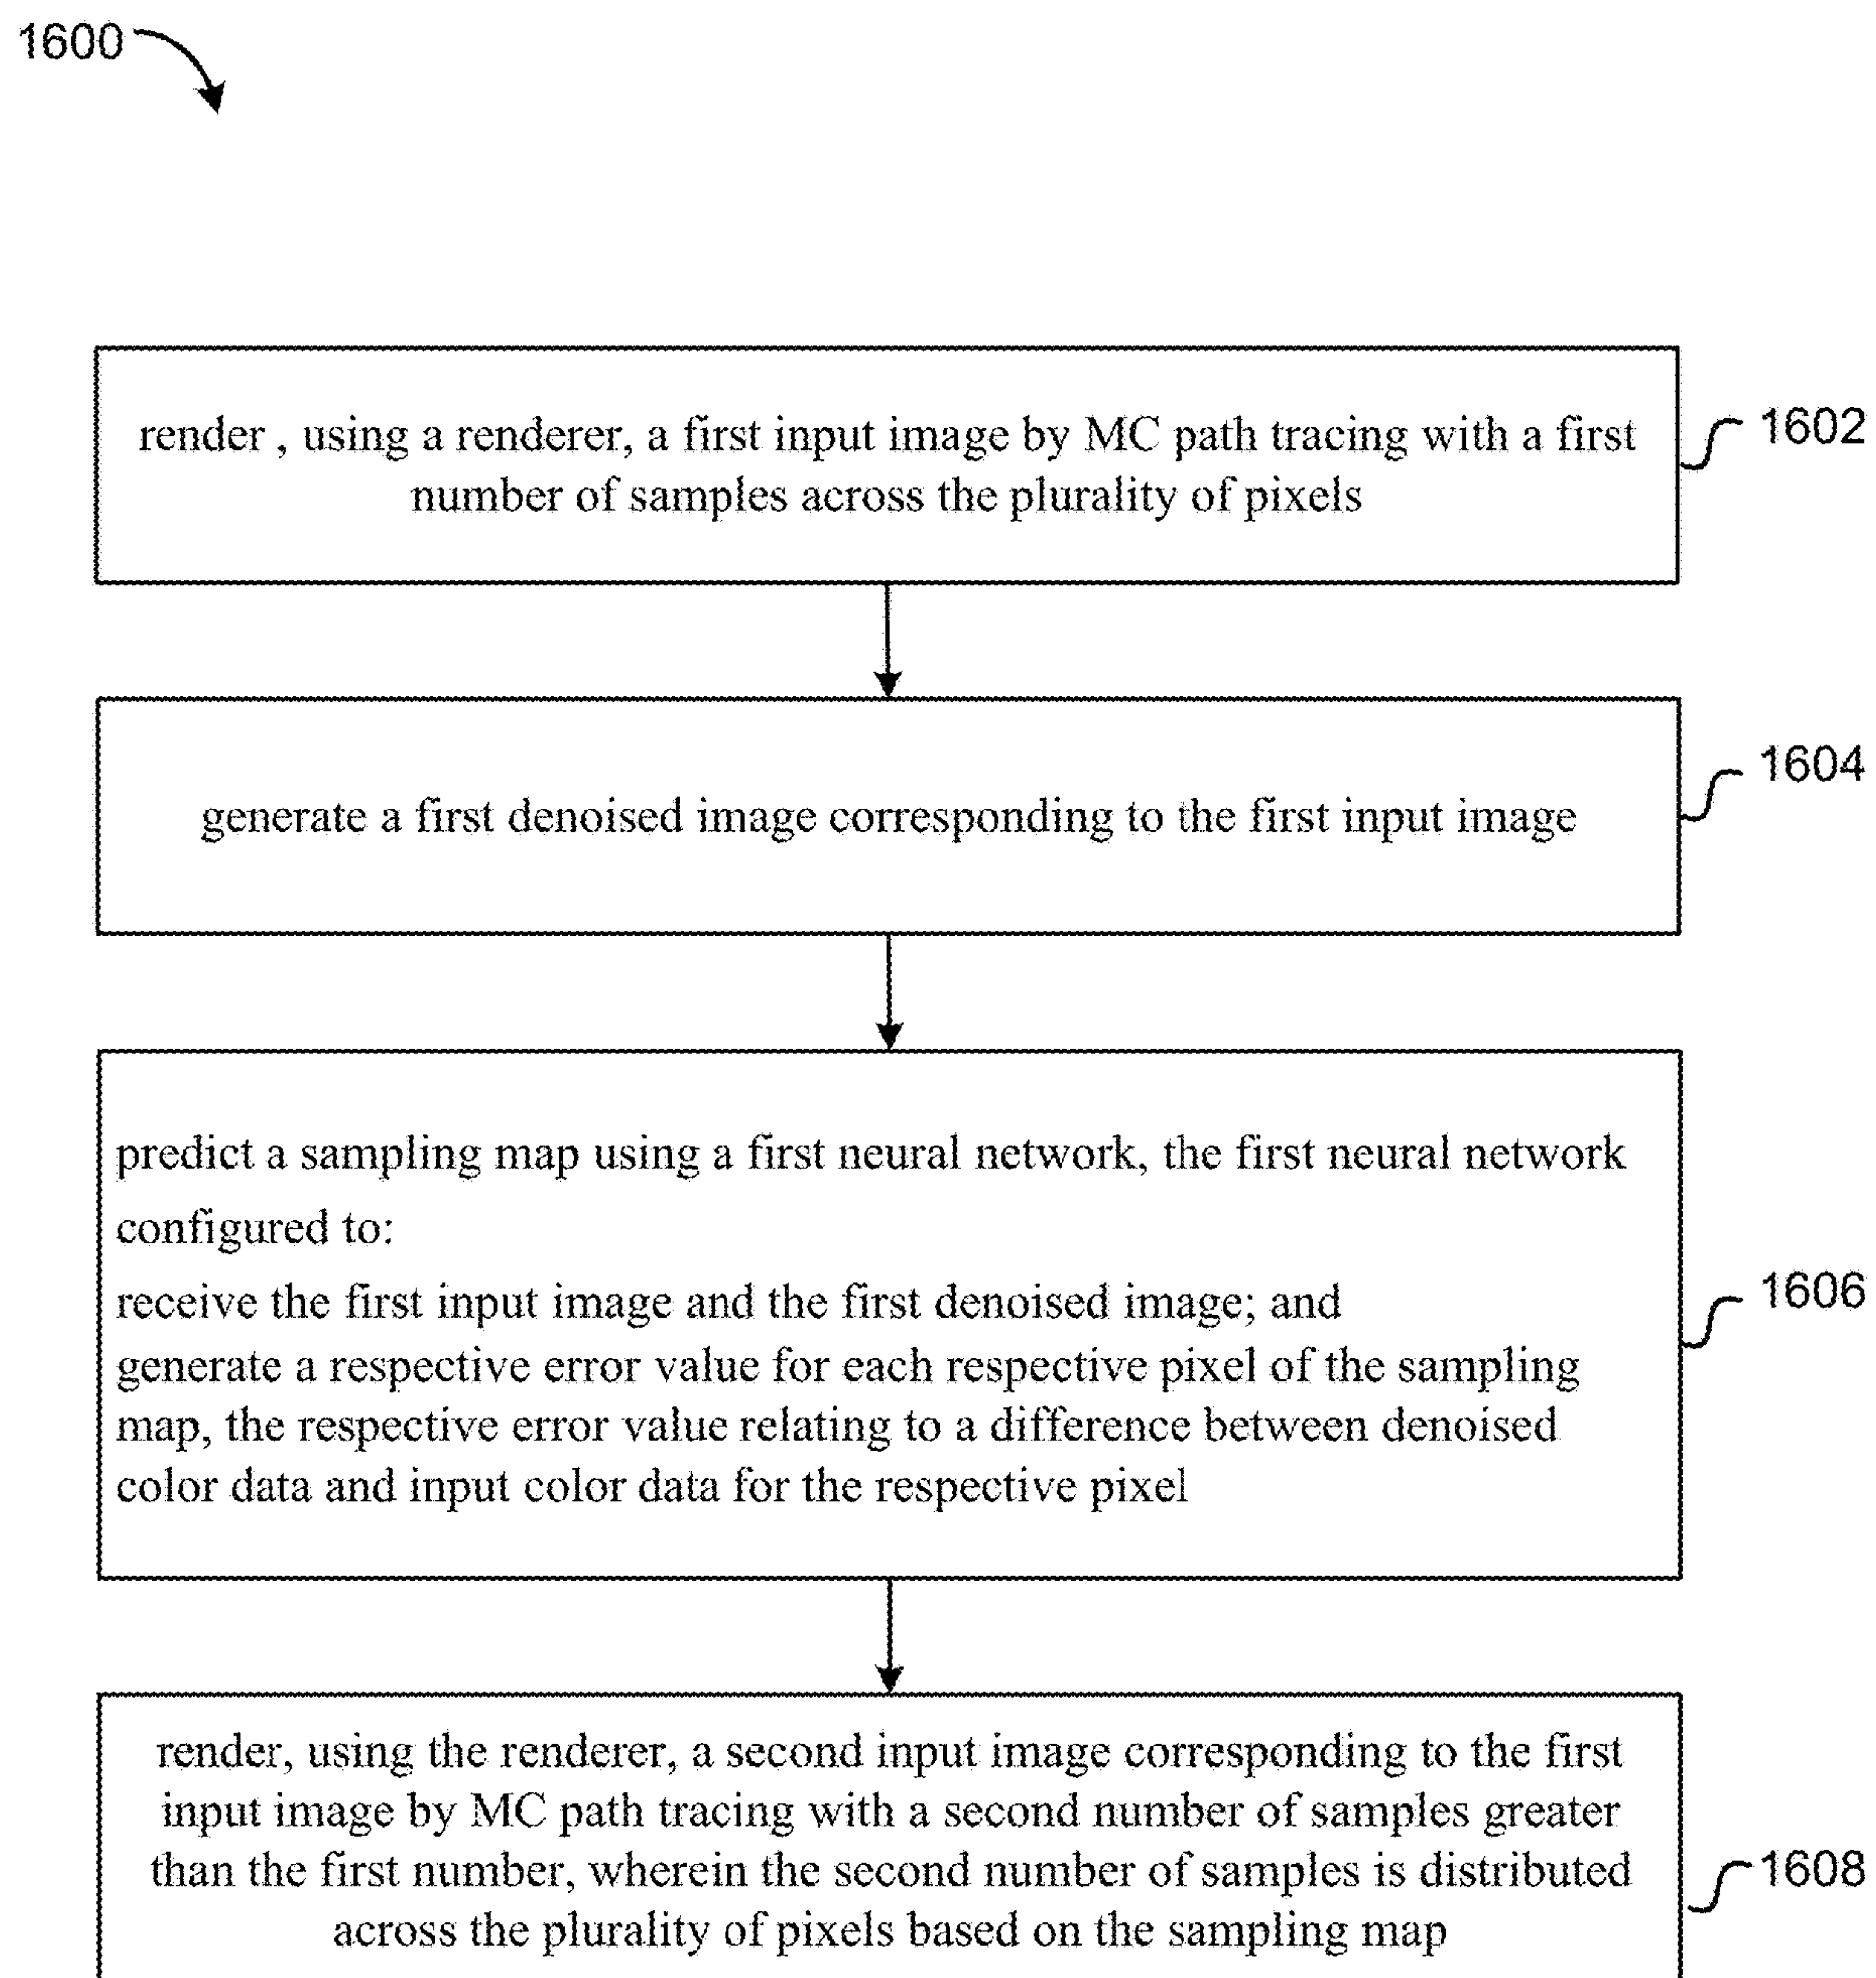 1600
render , using a renderer, a first input image by MC path tracing with a first
number of samples across the plurality of pixels
1602
generate a first denoised image corresponding to the first input image
1604
predict a sampling map using a first neural network, the first neural network
configured to:
receive the first input image and the first denoised image; and
generate a respective error value for each respective pixel of the sampling
map, the respective error value relating to a difference between denoised
color data and input color data for the respective pixel
1606
render, using the renderer, a second input image corresponding to the first
input image by MC path tracing with a second number of samples greater
than the first number, wherein the second number of samples is distributed
across the plurality of pixels based on the sampling map
1608